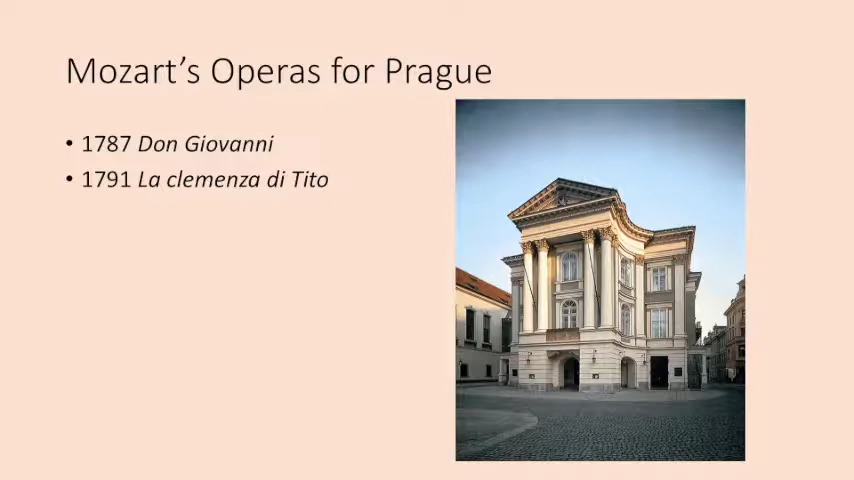 Mozart’s Operas for Prague
• 1787 Don Giovanni
• 1791 La clemenza di Tito